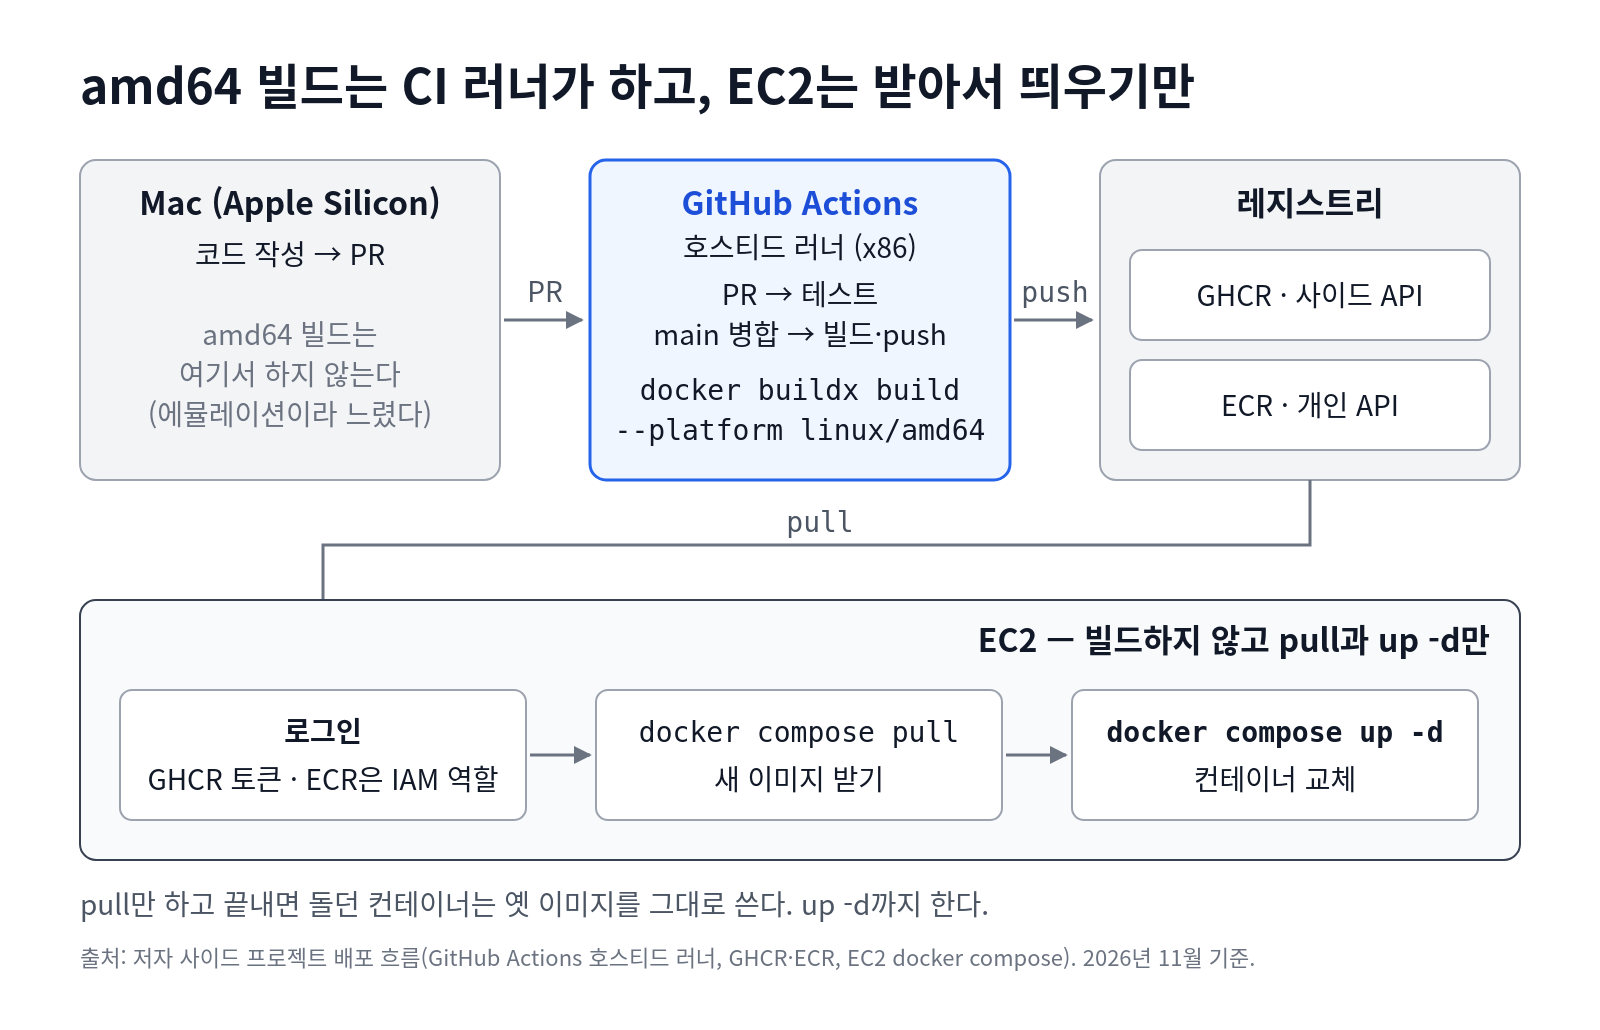 amd64 빌드는 CI 러너가 하고, EC2는 받아서 띄우기만
Mac (Apple Silicon)
코드 작성 → PR
amd64 빌드는
여기서 하지 않는다
(에뮬레이션이라 느렸다)
PR
GitHub Actions
호스티드 러너 (x86)
PR → 테스트
main 병합 → 빌드·push
docker buildx build
--platform linux/amd64
push
레지스트리
GHCR · 사이드 API
ECR · 개인 API
pull
EC2 — 빌드하지 않고 pull과 up -d만
로그인
GHCR 토큰 · ECR은 IAM 역할
docker compose pull
새 이미지 받기
docker compose up -d
컨테이너 교체
pull만 하고 끝내면 돌던 컨테이너는 옛 이미지를 그대로 쓴다. up -d까지 한다.
출처: 저자 사이드 프로젝트 배포 흐름(GitHub Actions 호스티드 러너, GHCR·ECR, EC2 docker compose). 2026년 11월 기준.